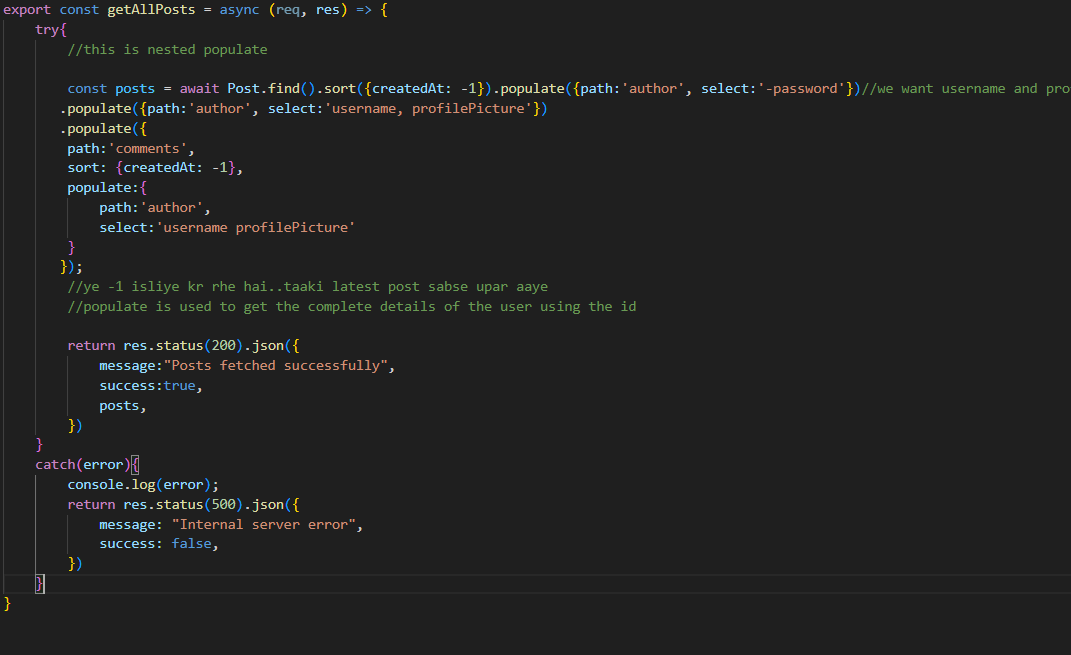 export const getAllPosts = async (req, res) => {
try{
//this is nested populate
const posts = await Post.find().sort({createdAt: -1}).populate({path:'author', select:'-password'})//we want username and pro
.populate({path:'author', select:'username, profilePicture'})
.populate({
path:'comments',
sort: {createdAt: -1},
populate:{
path:'author',
select:'username profilePicture'
}
});
//ye -1 isliye kr rhe hai..taaki latest post sabse upar aaye
//populate is used to get the complete details of the user using the id
return res.status(200).json({
message:"Posts fetched successfully",
success:true,
posts,
})
}
catch(error){
console.log(error);
return res.status(500).json({
message: "Internal server error",
success: false,
})
}
}